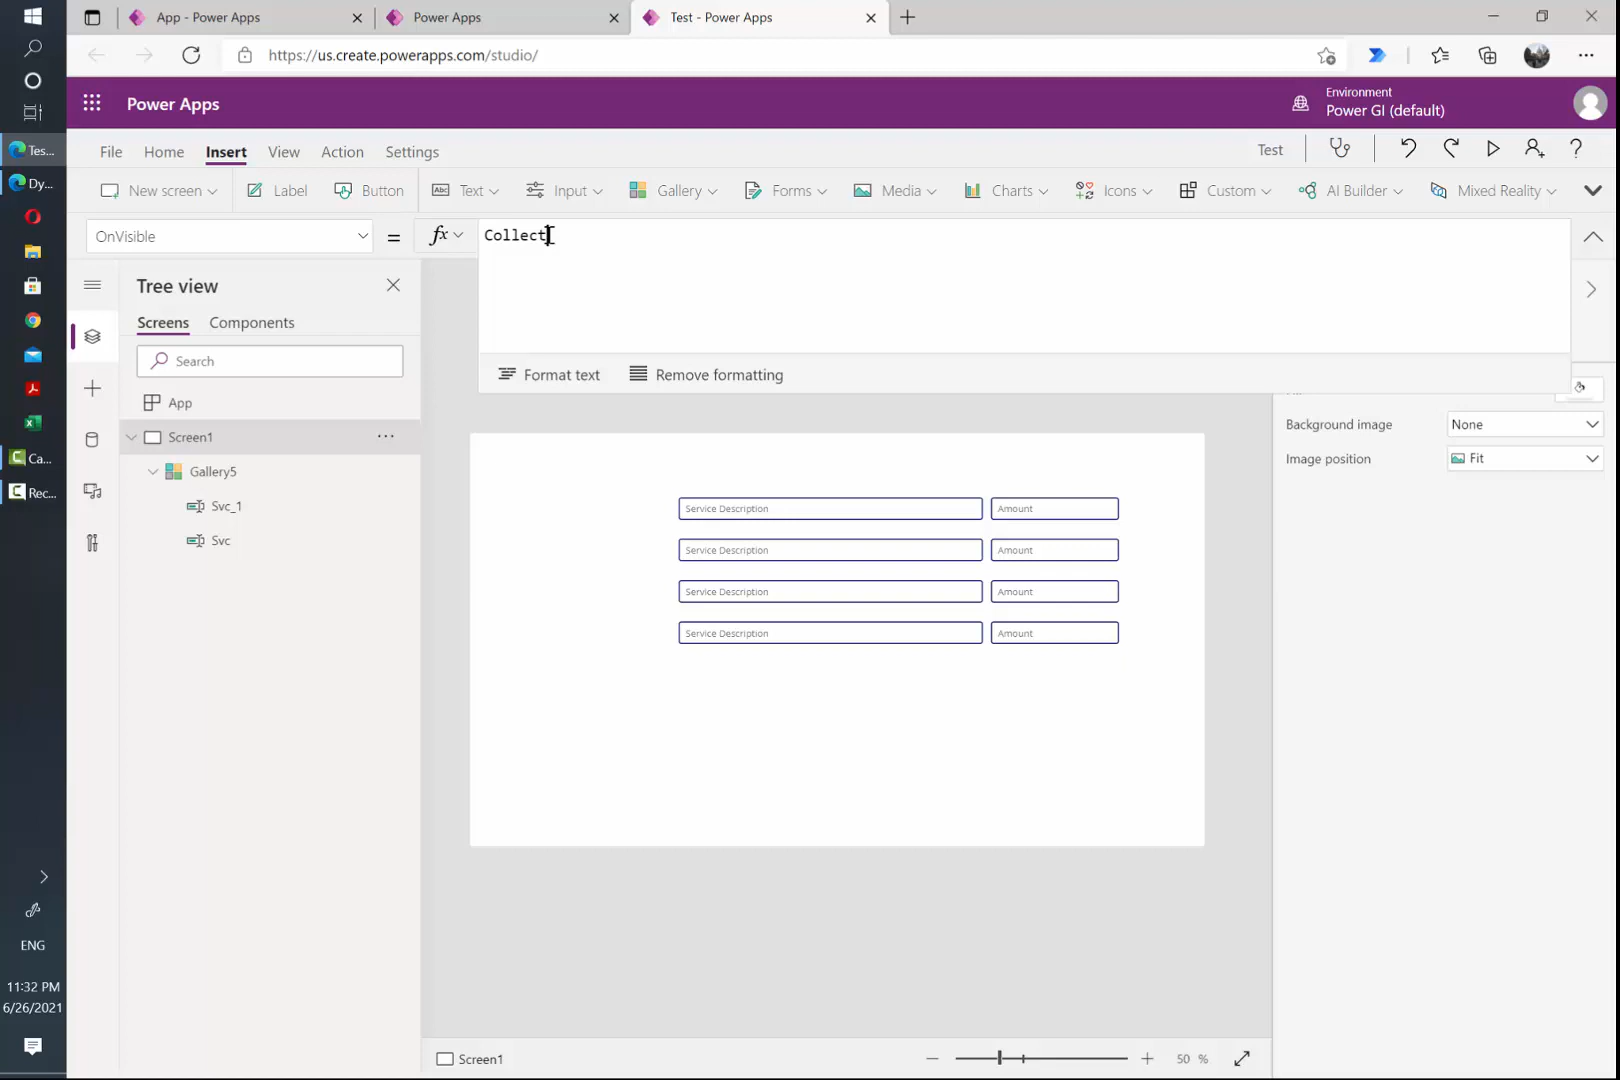 App - Power Apps
Power Apps
Test - Power Apps
https://us.create.powerapps.com/studio/
Power Apps
Environment
Power GI (default)
File Home Insert View Action Settings Test
New screen Label Button Text Input Gallery Forms Media Charts Icons Custom AI Builder Mixed Reality
OnVisible = fx Collect
Format text Remove formatting
Tree view
Screens Components
Search
App
Screen1
Gallery5
Svc_1
Svc
Service Description Amount
Service Description Amount
Service Description Amount
Service Description Amount
Background image None
Image position Fit
Screen1 50 %
Tes...
Dy...
Ca...
Rec...
ENG
11:32 PM
6/26/2021